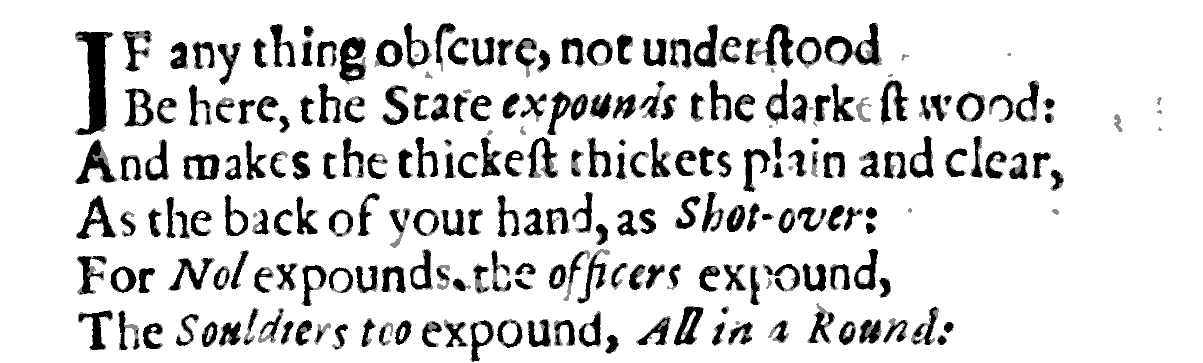 IF any thing obſcure, not underſtood
Be here, the State expounds the darkeſt wood:
And makes the thickeſt thickets plain and clear,
As the back of your hand, as Shot-over:
For Nol expounds, the officers expound,
The Souldiers too expound, All in a Round: